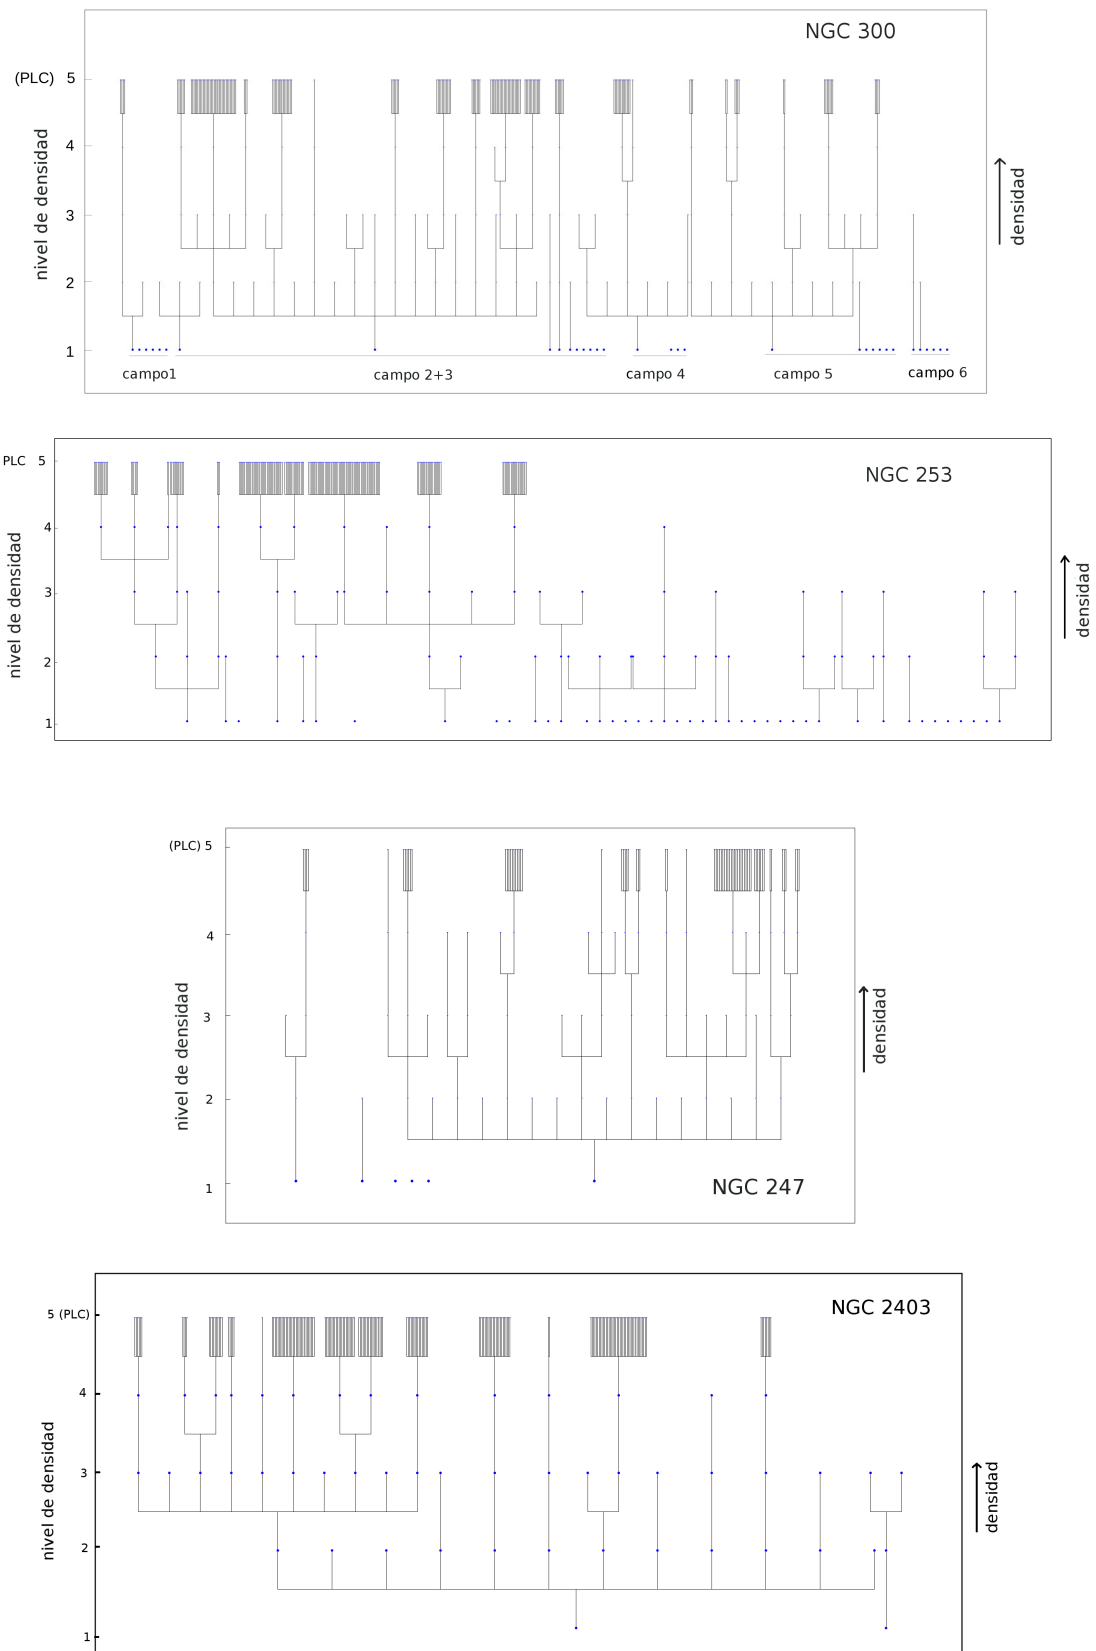 NGC 300
(PLC) 5
4
3
2
1
nivel de densidad
densidad
campo1 campo 2+3 campo 4 campo 5 campo 6
PLC 5
NGC 253
4
3
2
1
nivel de densidad
densidad
(PLC) 5
4
3
2
1
nivel de densidad
densidad
NGC 247
5 (PLC)
NGC 2403
4
3
2
1
nivel de densidad
densidad